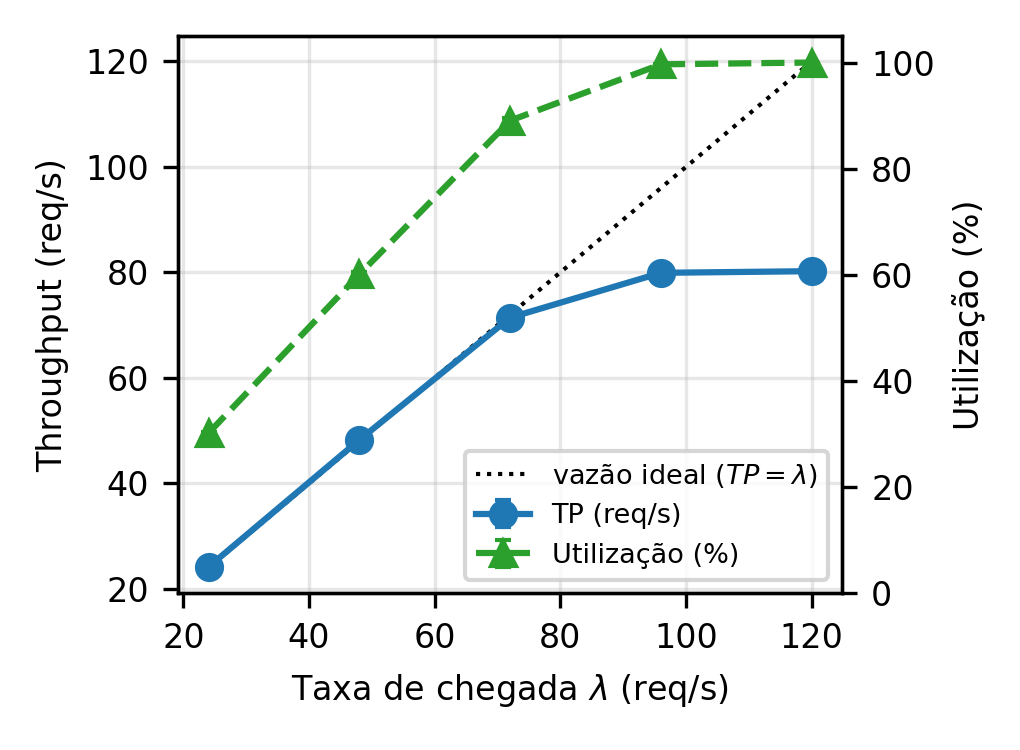 120
100
80
60
40
20
Throughput (req/s)
100
80
60
40
20
0
Utilização (%)
vazão ideal (TP = λ)
TP (req/s)
Utilização (%)
20 40 60 80 100 120
Taxa de chegada λ (req/s)